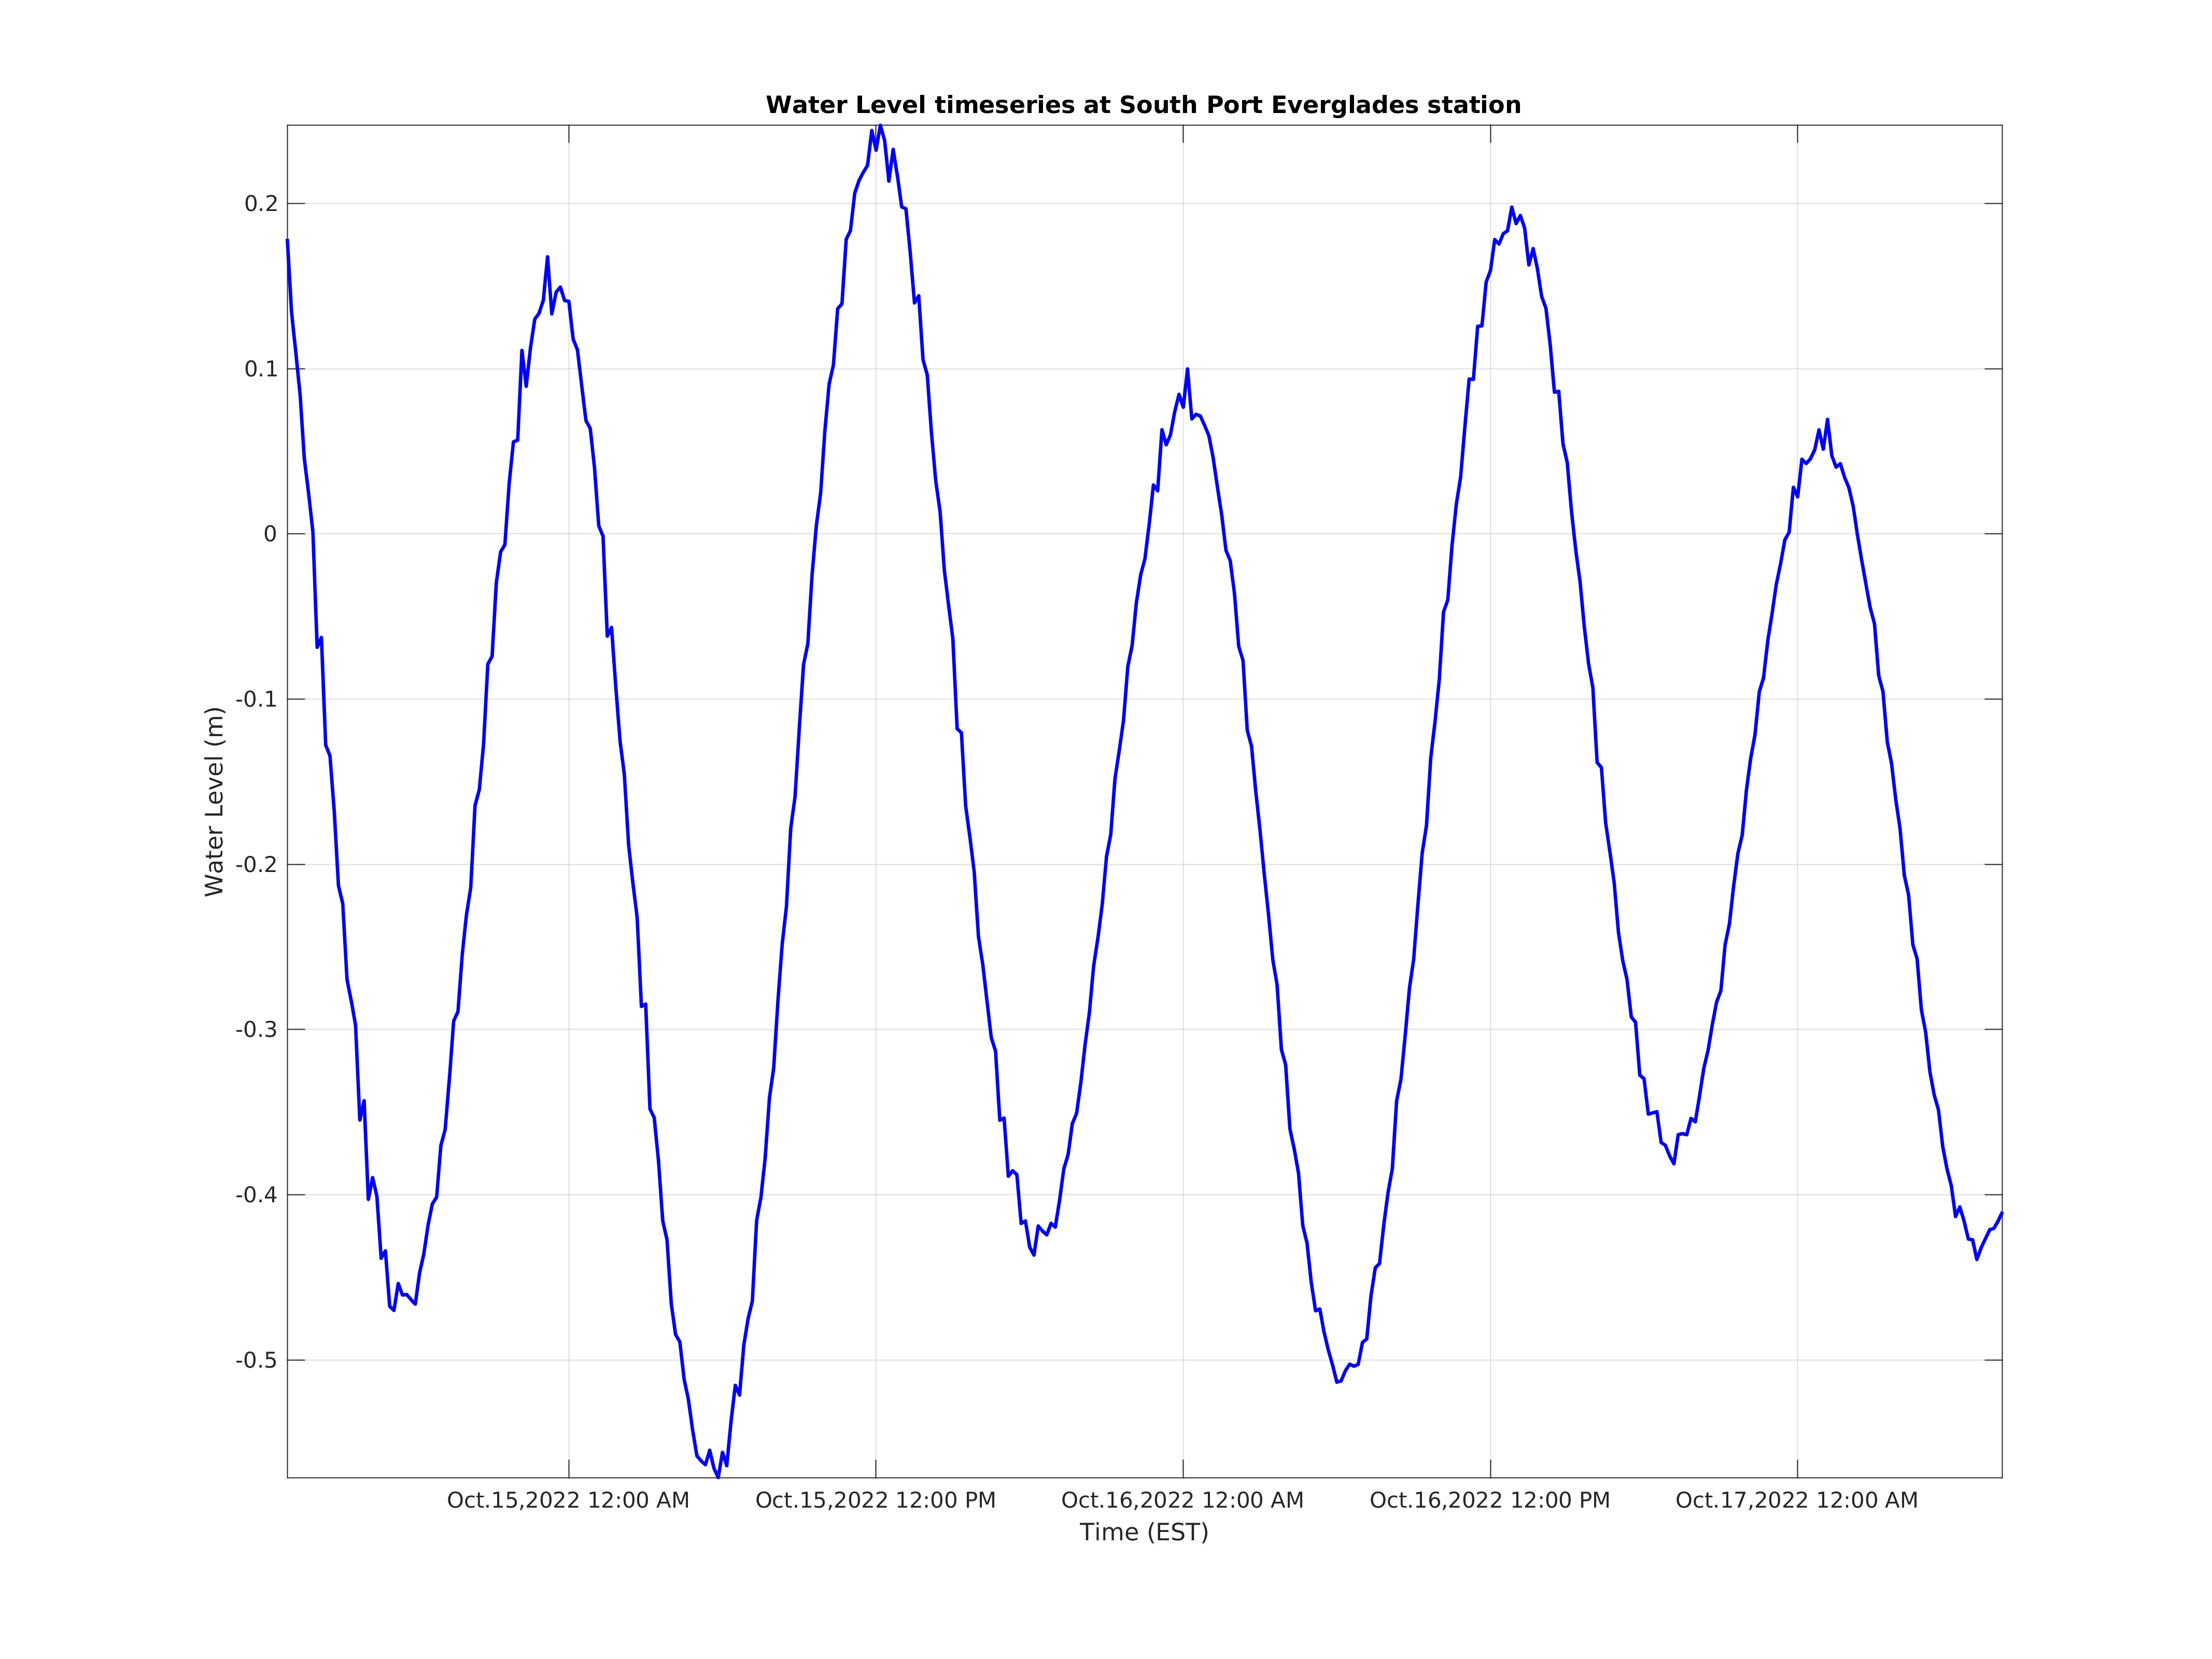 Water Level timeseries at South Port Everglades station
0.2
0.1
0
-0.1
-0.2
-0.3
-0.4
-0.5
Water Level (m)
Oct.15,2022 12:00 AM
Oct.15,2022 12:00 PM
Oct.16,2022 12:00 AM
Oct.16,2022 12:00 PM
Oct.17,2022 12:00 AM
Time (EST)